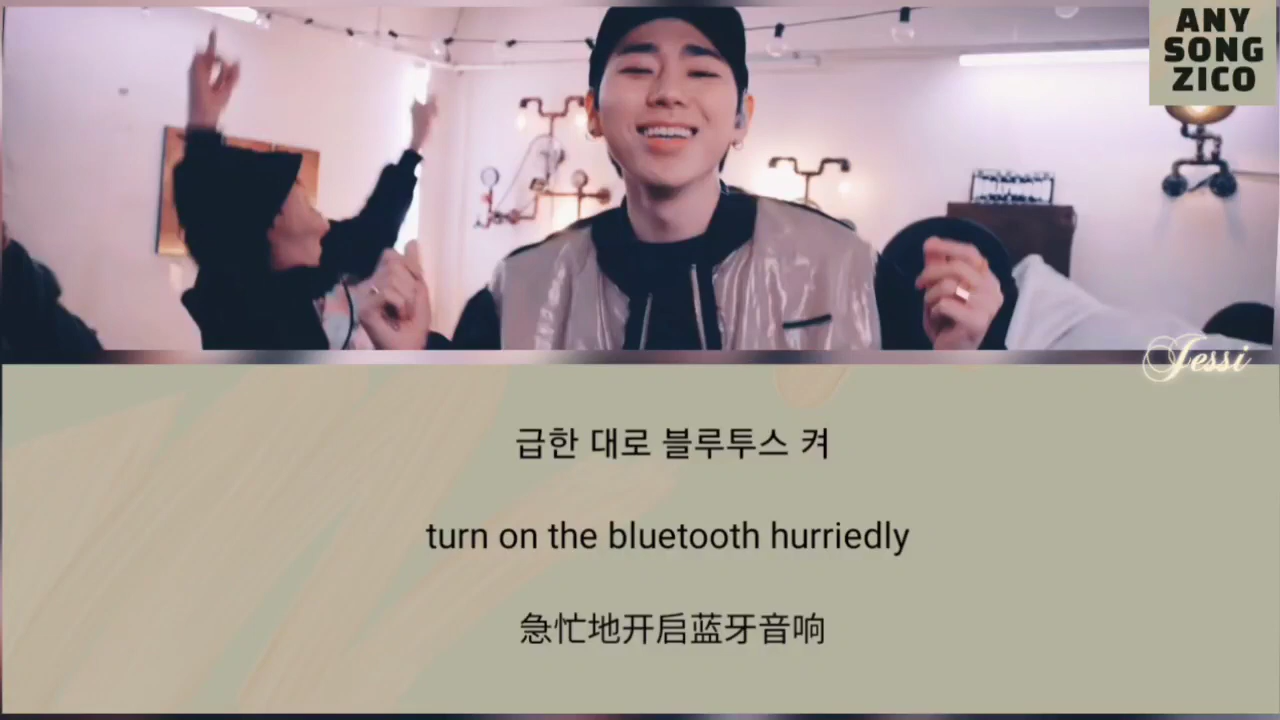 ANY
SONG
ZICO
Jessi
급한 대로 블루투스 켜
turn on the bluetooth hurriedly
急忙地开启蓝牙音响